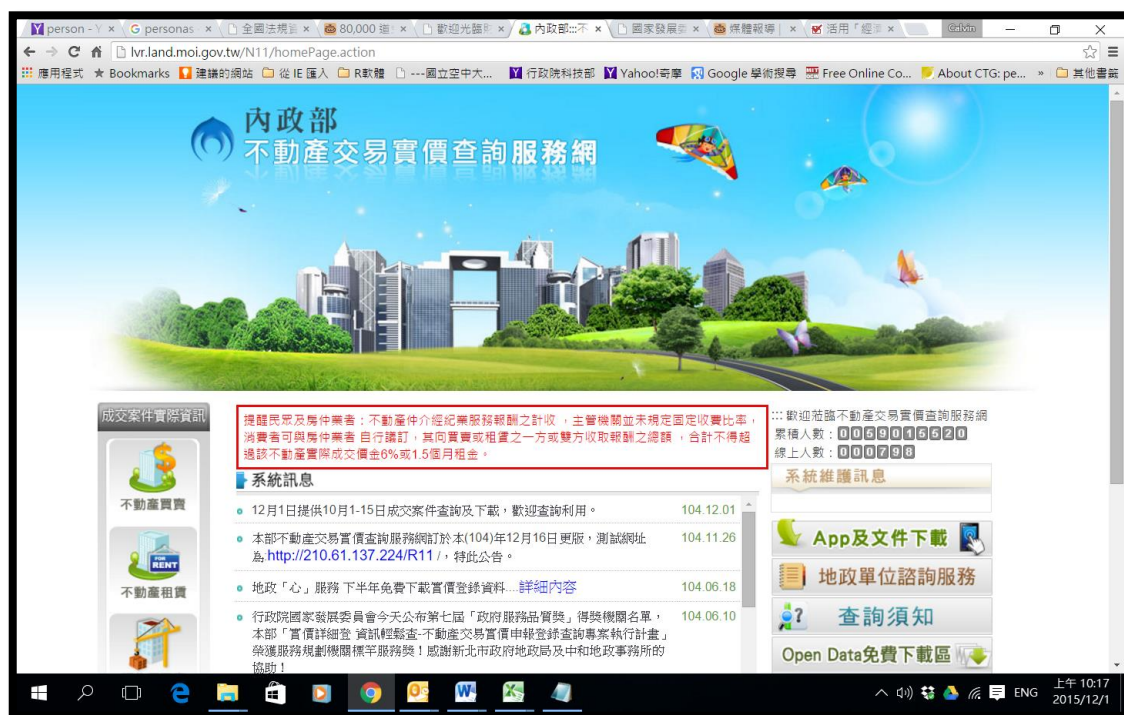 person - Y
personas
全國法規
80,000
歡迎光臨
內政部:::不
國家發展
媒體報導 |
活用「經
Calvin
lvr.land.moi.gov.tw/N11/homePage.action
應用程式
Bookmarks
建議的網站
從 IE 匯入
R軟體
---國立空中大...
行政院科技部
Yahoo!奇摩
Google 學術搜尋
Free Online Co...
About CTG: pe...
»
其他書籤
內政部
不動產交易實價查詢服務網
成交案件實際資訊
不動產買賣
FOR RENT
不動產租賃
提醒民眾及房仲業者：不動產仲介經紀業服務報酬之計收，主管機關並未規定固定收費比率，
消費者可與房仲業者 自行議訂，其向買賣或租賃之一方或雙方收取報酬之總額，合計不得超
過該不動產實際成交價金6%或1.5個月租金。
系統訊息
12月1日提供10月1-15日成交案件查詢及下載，歡迎查詢利用。 104.12.01
本部不動產交易實價查詢服務網訂於本(104)年12月16日更版，測試網址 104.11.26
為 http://210.61.137.224/R11 /，特此公告。
地政「心」服務 下半年免費下載實價登錄資料....詳細內容 104.06.18
行政院國家發展委員會今天公布第七屆「政府服務品質獎」得獎機關名單， 104.06.10
本部「實價詳細登 資訊輕鬆查-不動產交易實價申報登錄查詢專案執行計畫」
榮獲服務規劃機關標竿服務獎！感謝新北市政府地政局及中和地政事務所的
協助！
::: 歡迎蒞臨不動產交易實價查詢服務網
累積人數：0059015520
線上人數：000798
系統維護訊息
App及文件下載
地政單位諮詢服務
查詢須知
Open Data免費下載區
ENG
上午 10:17
2015/12/1